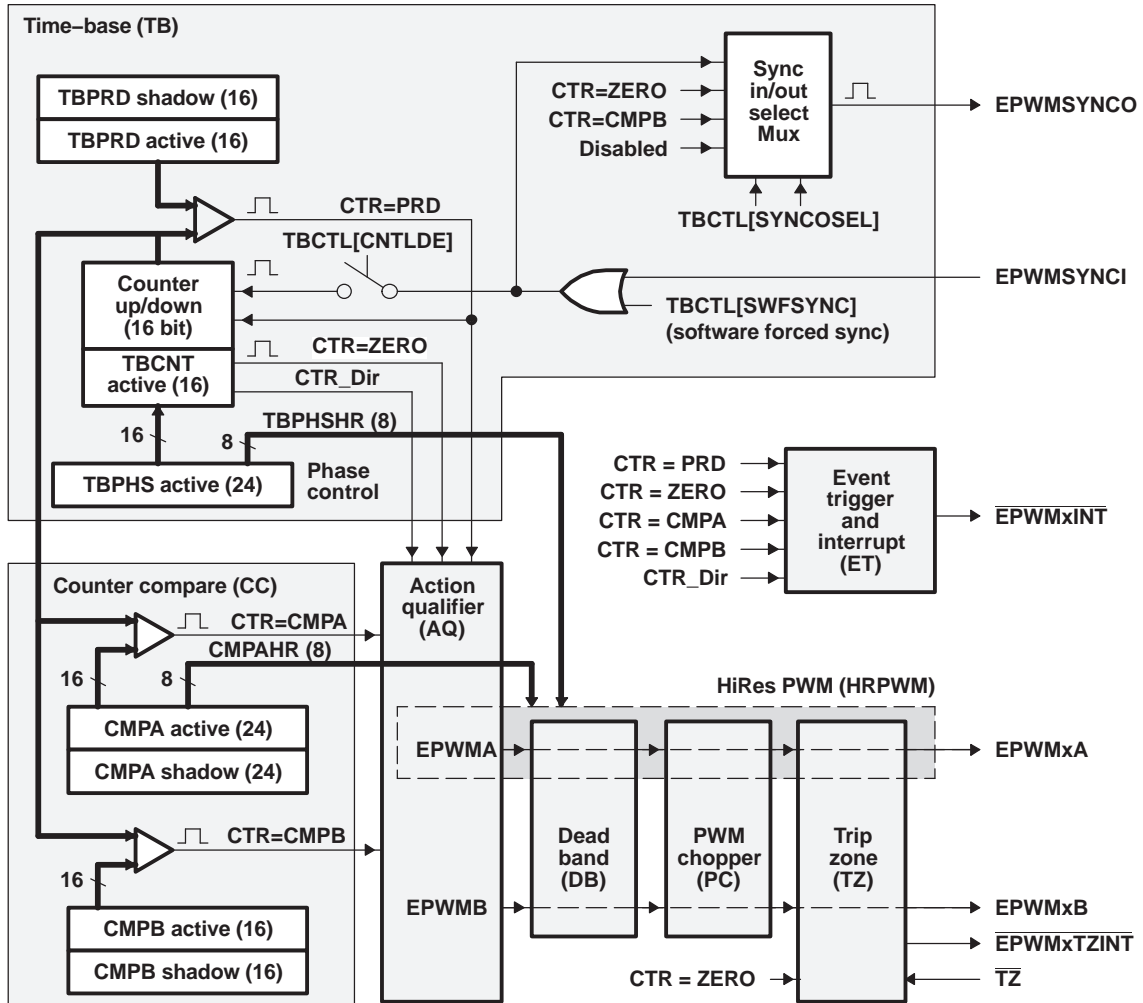 Time–base (TB)
TBPRD shadow (16)
TBPRD active (16)
CTR=ZERO
CTR=CMPB
Disabled
Sync
in/out
select
Mux
EPWMSYNCO
TBCTL[SYNCOSEL]
CTR=PRD
TBCTL[CNTLDE]
Counter
up/down
(16 bit)
TBCNT
active (16)
EPWMSYNCI
TBCTL[SWFSYNC]
(software forced sync)
CTR=ZERO
CTR_Dir
16
8
TBPHSHR (8)
TBPHS active (24)
Phase
control
CTR = PRD
CTR = ZERO
CTR = CMPA
CTR = CMPB
CTR_Dir
Event
trigger
and
interrupt
(ET)
EPWMxINT
Counter compare (CC)
Action
qualifier
(AQ)
CTR=CMPA
CMPAHR (8)
16
8
CMPA active (24)
CMPA shadow (24)
HiRes PWM (HRPWM)
EPWMA
EPWMxA
CTR=CMPB
16
CMPB active (16)
CMPB shadow (16)
Dead
band
(DB)
PWM
chopper
(PC)
Trip
zone
(TZ)
EPWMB
EPWMxB
EPWMxTZINT
CTR = ZERO
TZ